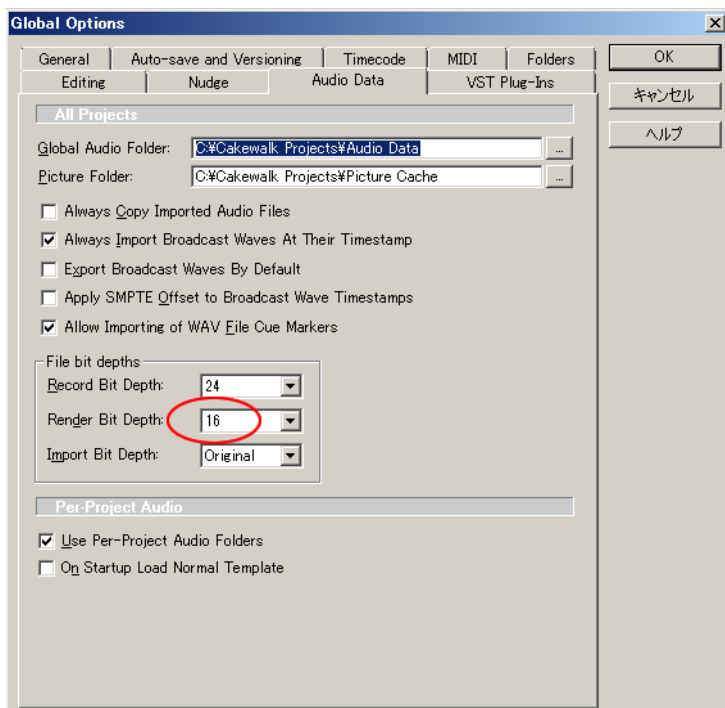 Global Options
General Auto-save and Versioning Timecode MIDI Folders
Editing Nudge Audio Data VST Plug-Ins
OK
キャンセル
ヘルプ
All Projects
Global Audio Folder: C:¥Cakewalk Projects¥Audio Data ...
Picture Folder: C:¥Cakewalk Projects¥Picture Cache ...
Always Copy Imported Audio Files
Always Import Broadcast Waves At Their Timestamp
Export Broadcast Waves By Default
Apply SMPTE Offset to Broadcast Wave Timestamps
Allow Importing of WAV File Cue Markers
File bit depths
Record Bit Depth: 24
Render Bit Depth: 16
Import Bit Depth: Original
Per-Project Audio
Use Per-Project Audio Folders
On Startup Load Normal Template